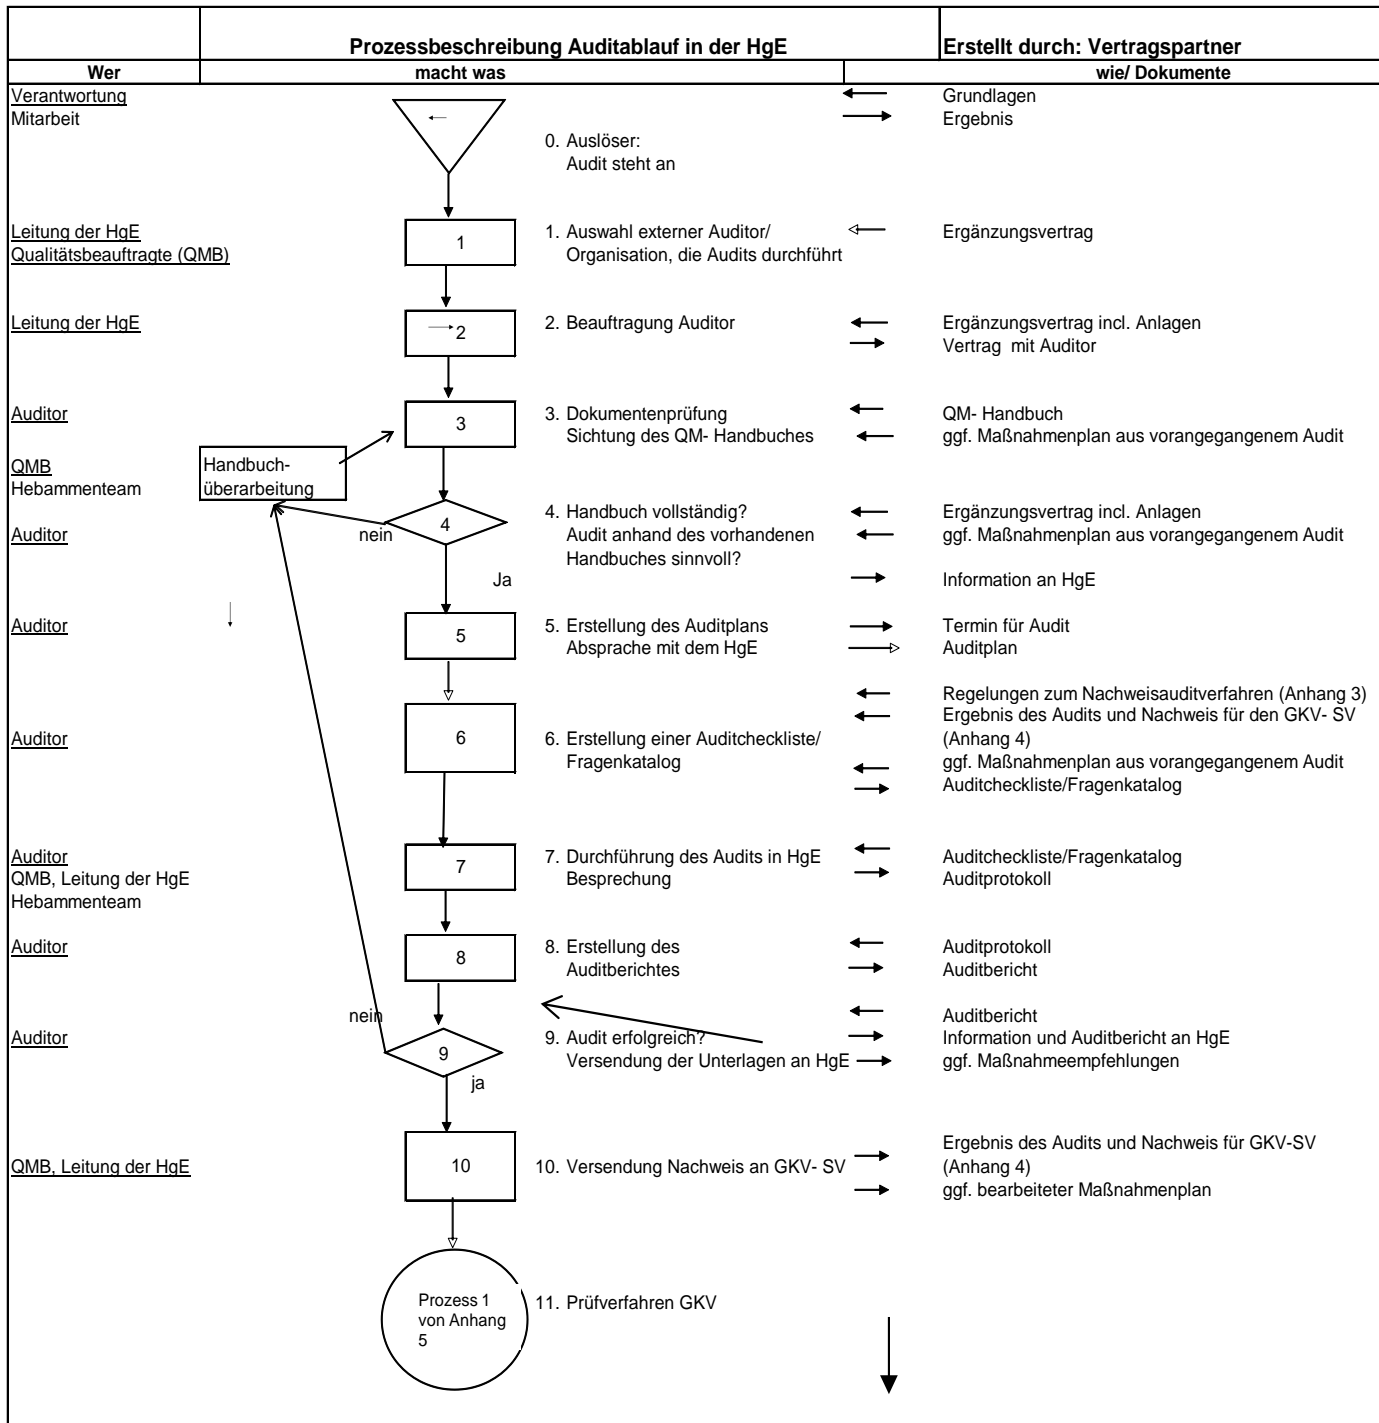 Prozessbeschreibung Auditablauf in der HgE Erstellt durch: Vertragspartner
Wer macht was wie/ Dokumente
Verantwortung Grundlagen
Mitarbeit Ergebnis
0. Auslöser:
Audit steht an
Leitung der HgE 1 1. Auswahl externer Auditor/ Ergänzungsvertrag
Qualitätsbeauftragte (QMB) Organisation, die Audits durchführt
Leitung der HgE 2 2. Beauftragung Auditor Ergänzungsvertrag incl. Anlagen
Vertrag mit Auditor
Auditor 3 3. Dokumentenprüfung QM- Handbuch
Sichtung des QM- Handbuches ggf. Maßnahmenplan aus vorangegangenem Audit
QMB Handbuch-
Hebammenteam überarbeitung
4 4. Handbuch vollständig? Ergänzungsvertrag incl. Anlagen
Auditor nein Audit anhand des vorhandenen ggf. Maßnahmenplan aus vorangegangenem Audit
Handbuches sinnvoll?
Ja Information an HgE
Auditor 5 5. Erstellung des Auditplans Termin für Audit
Absprache mit dem HgE Auditplan
Regelungen zum Nachweisauditverfahren (Anhang 3)
Ergebnis des Audits und Nachweis für den GKV- SV
Auditor 6 6. Erstellung einer Auditcheckliste/ (Anhang 4)
Fragenkatalog ggf. Maßnahmenplan aus vorangegangenem Audit
Auditcheckliste/Fragenkatalog
Auditor 7 7. Durchführung des Audits in HgE Auditcheckliste/Fragenkatalog
QMB, Leitung der HgE Besprechung Auditprotokoll
Hebammenteam
Auditor 8 8. Erstellung des Auditprotokoll
Auditberichtes Auditbericht
nein Auditbericht
Auditor 9 9. Audit erfolgreich? Information und Auditbericht an HgE
Versendung der Unterlagen an HgE ggf. Maßnahmeempfehlungen
ja
Ergebnis des Audits und Nachweis für GKV-SV
QMB, Leitung der HgE 10 10. Versendung Nachweis an GKV- SV (Anhang 4)
ggf. bearbeiteter Maßnahmenplan
Prozess 1 11. Prüfverfahren GKV
von Anhang
5